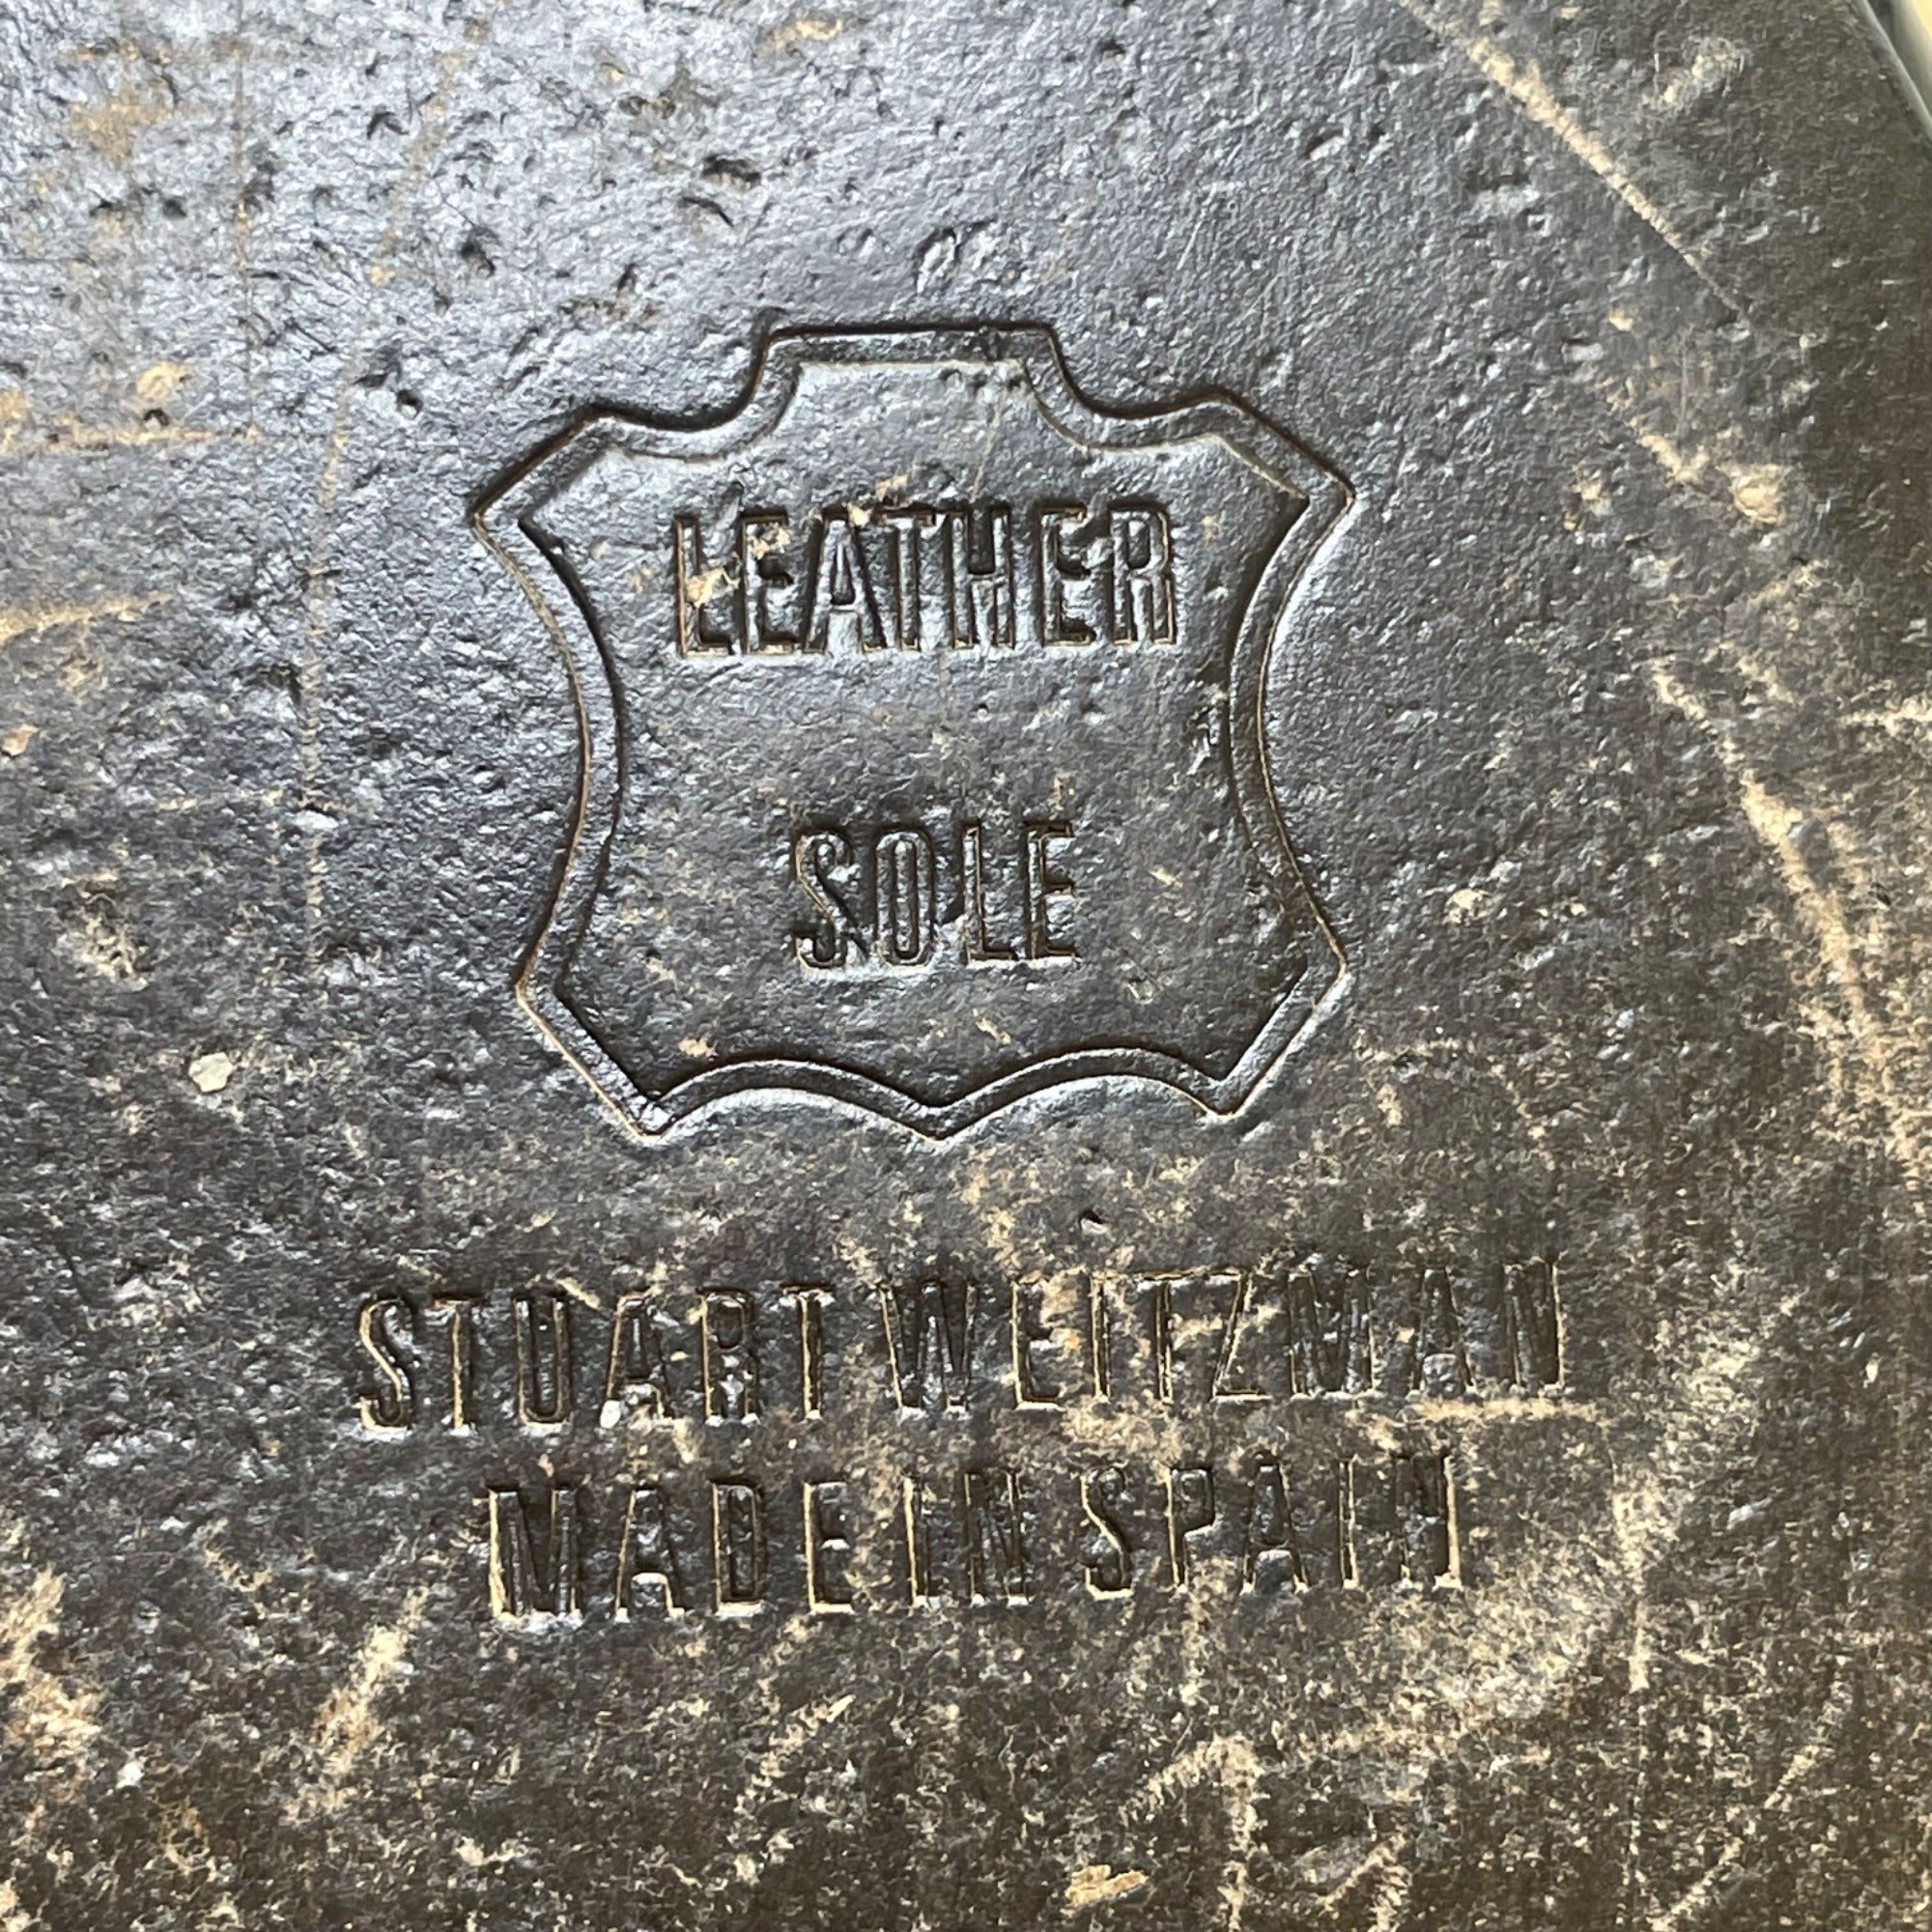 LEATHER
SOLE
STUART WEITZMAN
MADE IN SPAIN